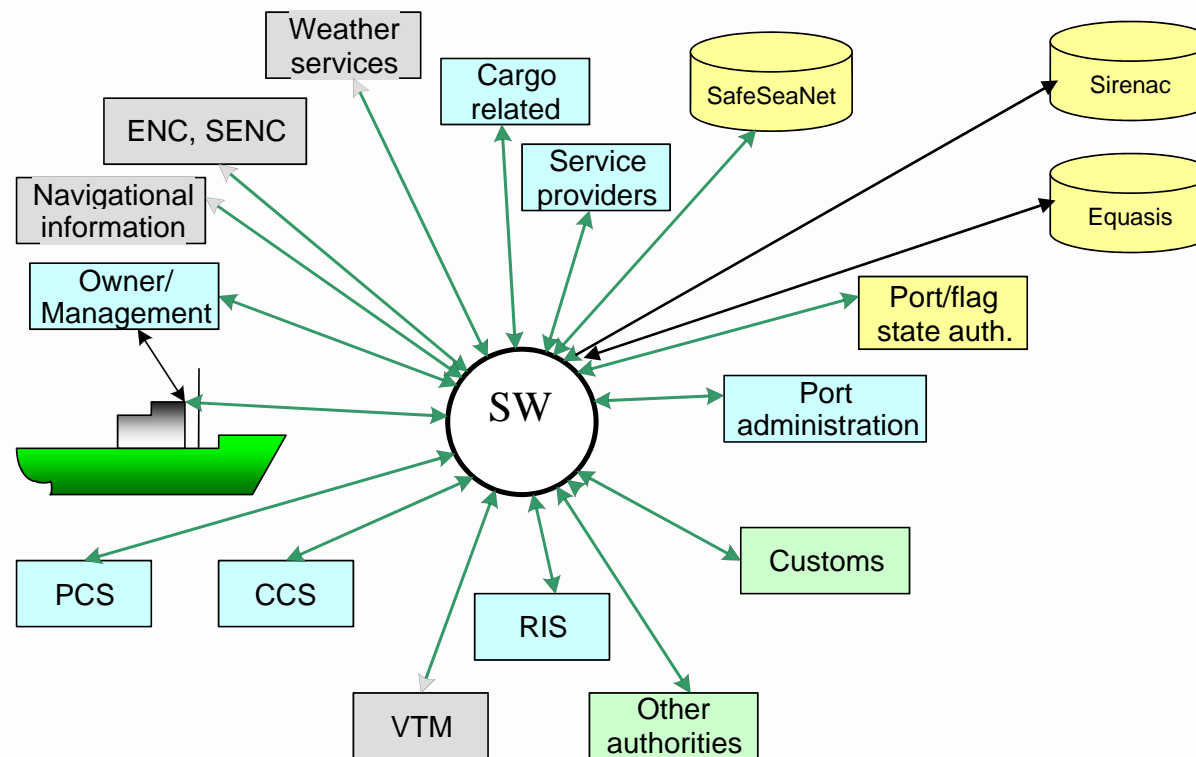 Weather
services
Cargo
related
SafeSeaNet
Sirenac
ENC, SENC
Service
providers
Navigational
information
Equasis
Owner/
Management
Port/flag
state auth.
SW
Port
administration
Customs
PCS
CCS
RIS
VTM
Other
authorities